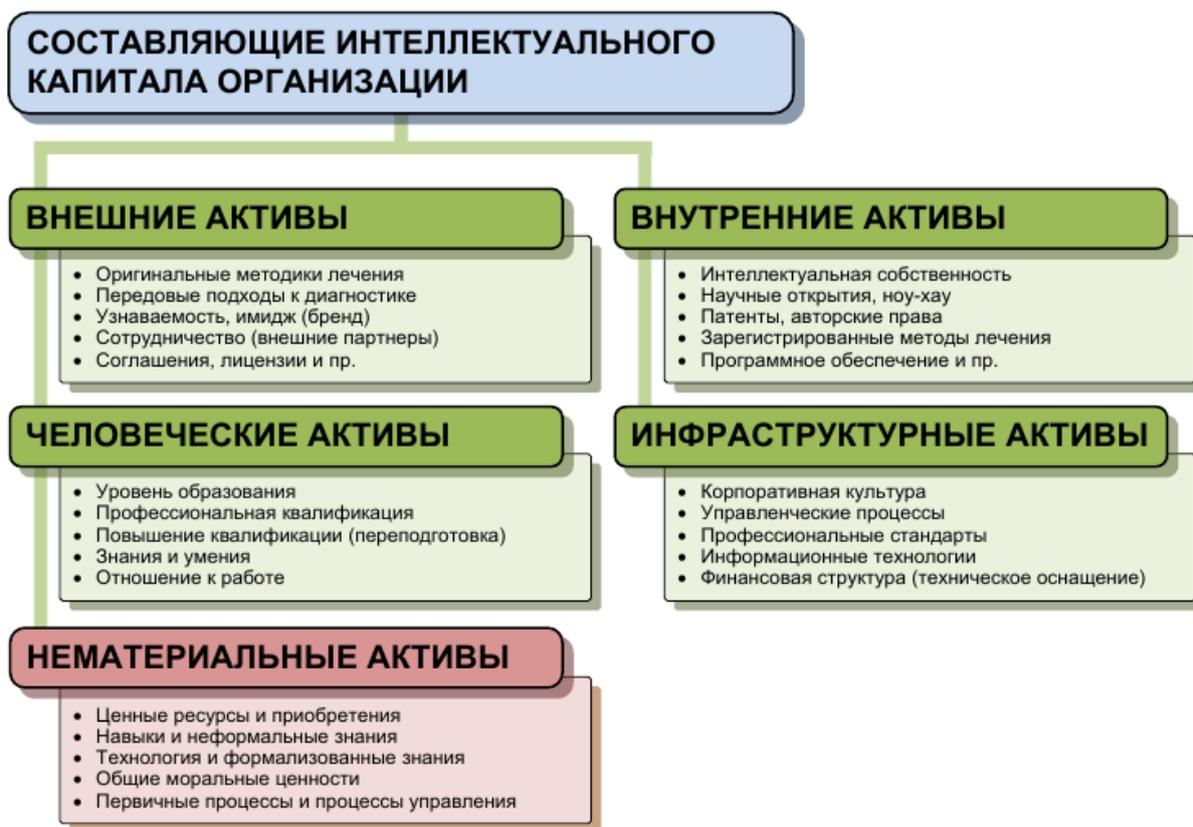 СОСТАВЛЯЮЩИЕ ИНТЕЛЛЕКТУАЛЬНОГО
КАПИТАЛА ОРГАНИЗАЦИИ
ВНЕШНИЕ АКТИВЫ
• Оригинальные методики лечения
• Передовые подходы к диагностике
• Узнаваемость, имидж (бренд)
• Сотрудничество (внешние партнеры)
• Соглашения, лицензии и пр.
ВНУТРЕННИЕ АКТИВЫ
• Интеллектуальная собственность
• Научные открытия, ноу-хау
• Патенты, авторские права
• Зарегистрированные методы лечения
• Программное обеспечение и пр.
ЧЕЛОВЕЧЕСКИЕ АКТИВЫ
• Уровень образования
• Профессиональная квалификация
• Повышение квалификации (переподготовка)
• Знания и умения
• Отношение к работе
ИНФРАСТРУКТУРНЫЕ АКТИВЫ
• Корпоративная культура
• Управленческие процессы
• Профессиональные стандарты
• Информационные технологии
• Финансовая структура (техническое оснащение)
НЕМАТЕРИАЛЬНЫЕ АКТИВЫ
• Ценные ресурсы и приобретения
• Навыки и неформальные знания
• Технология и формализованные знания
• Общие моральные ценности
• Первичные процессы и процессы управления